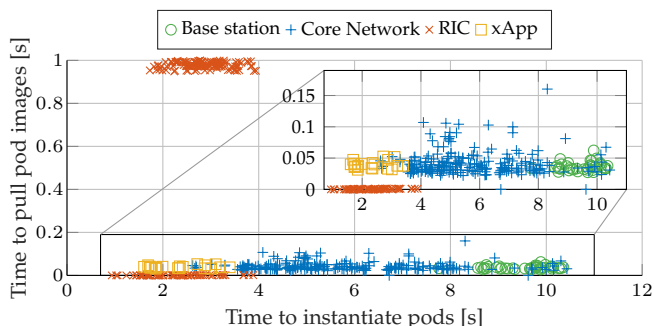 Base station Core Network RIC xApp
Time to pull pod images [s]
1
0.8
0.6
0.4
0.2
0
0.15
0.1
0.05
0
2 4 6 8 10
0 2 4 6 8 10 12
Time to instantiate pods [s]